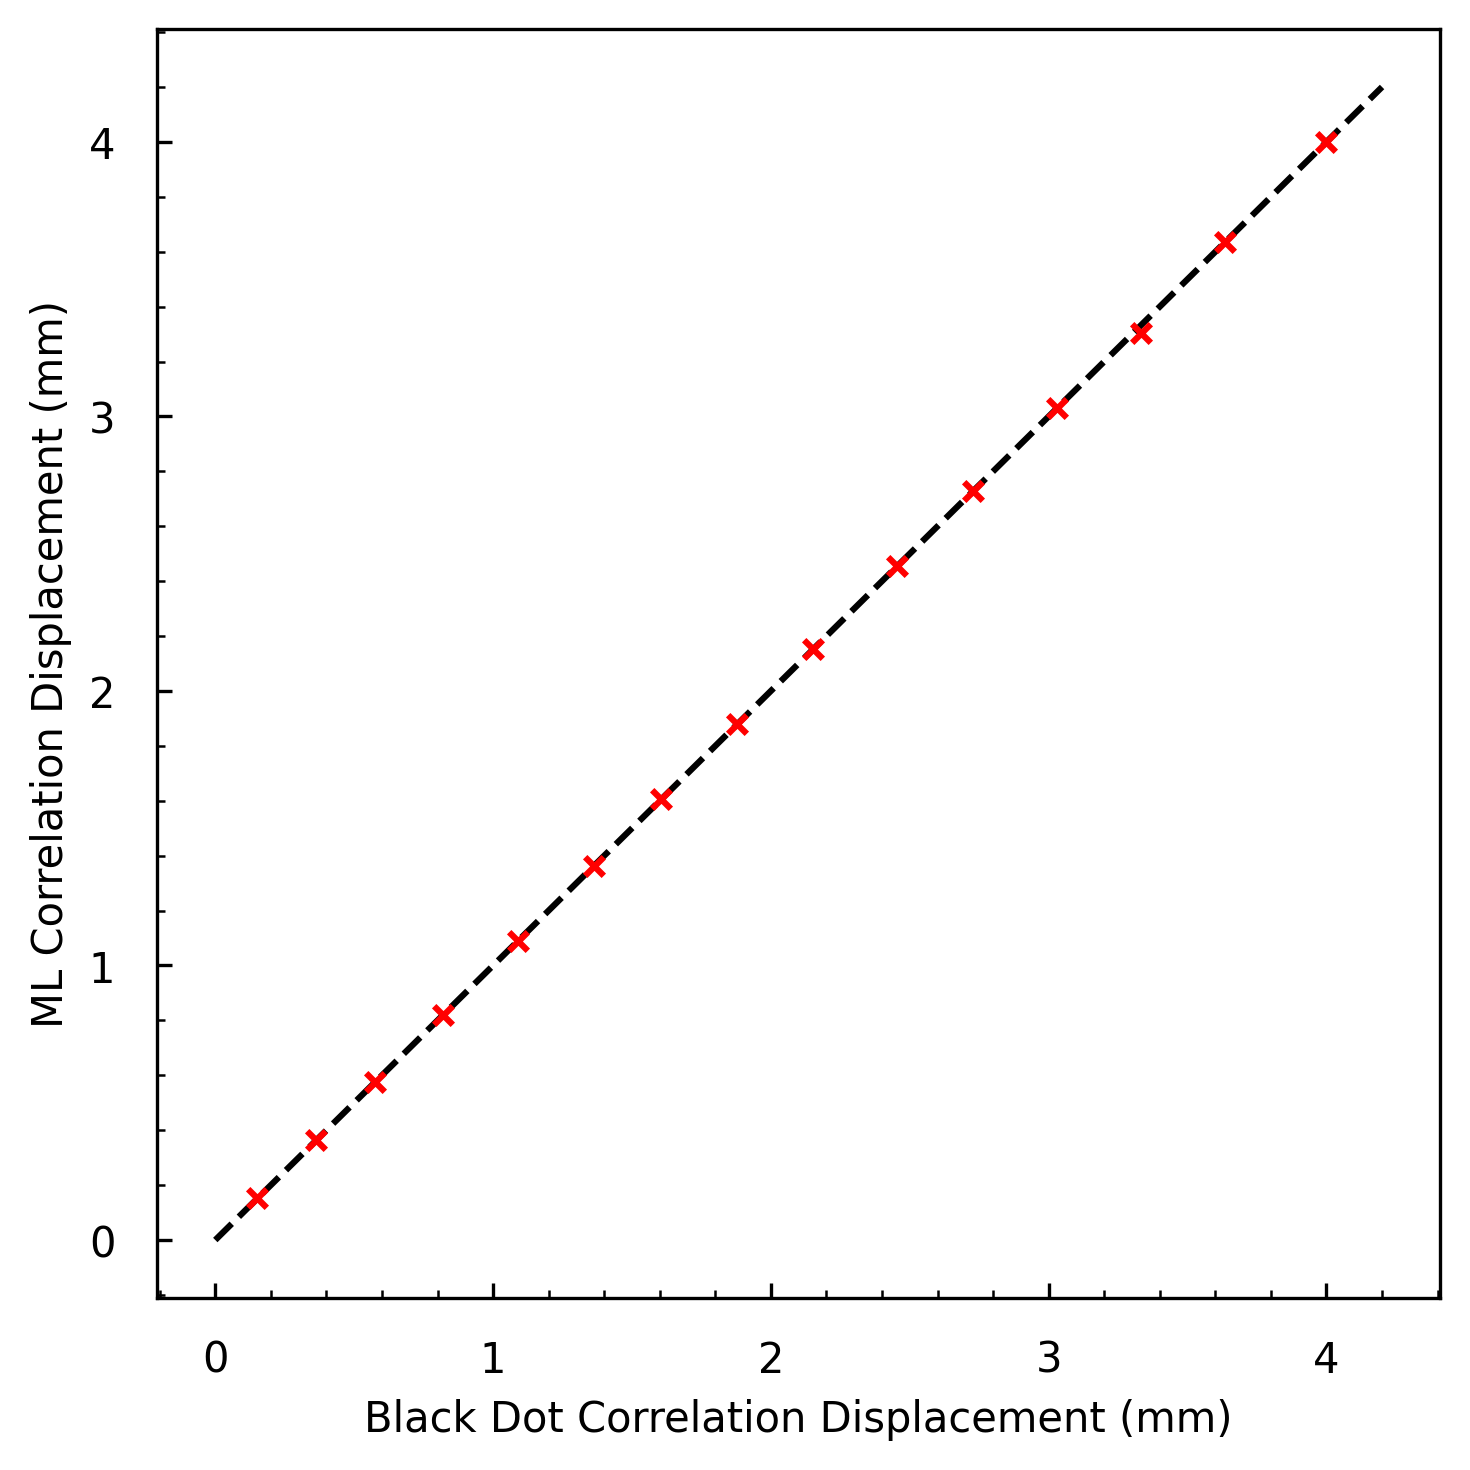 ML Correlation Displacement (mm)
4
3
2
1
0
0 1 2 3 4
Black Dot Correlation Displacement (mm)